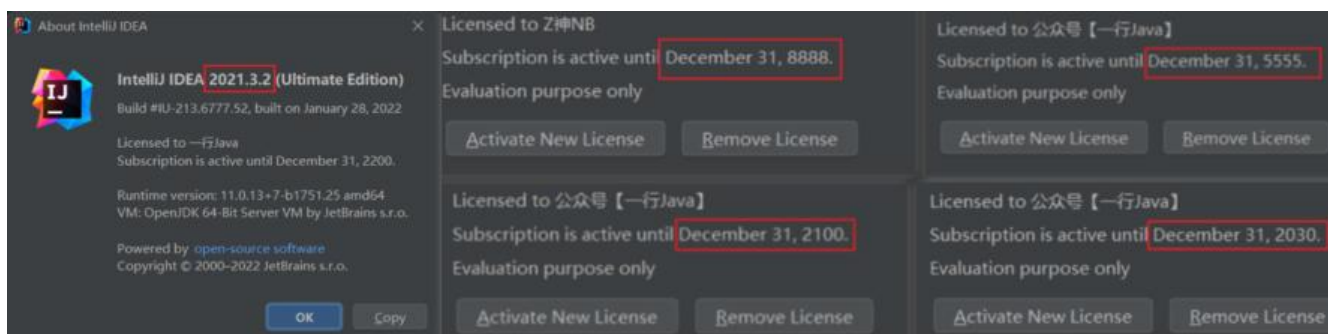 About IntelliJ IDEA
IJ
IntelliJ IDEA 2021.3.2 (Ultimate Edition)
Build #IU-213.6777.52, built on January 28, 2022
Licensed to 一行Java
Subscription is active until December 31, 2200.
Runtime version: 11.0.13+7-b1751.25 amd64
VM: OpenJDK 64-Bit Server VM by JetBrains s.r.o.
Powered by open-source software
Copyright © 2000–2022 JetBrains s.r.o.
OK Copy
Licensed to Z神NB
Subscription is active until December 31, 8888.
Evaluation purpose only
Activate New License Remove License
Licensed to 公众号【一行Java】
Subscription is active until December 31, 5555.
Evaluation purpose only
Activate New License Remove License
Licensed to 公众号【一行Java】
Subscription is active until December 31, 2100.
Evaluation purpose only
Activate New License Remove License
Licensed to 公众号【一行Java】
Subscription is active until December 31, 2030.
Evaluation purpose only
Activate New License Remove License